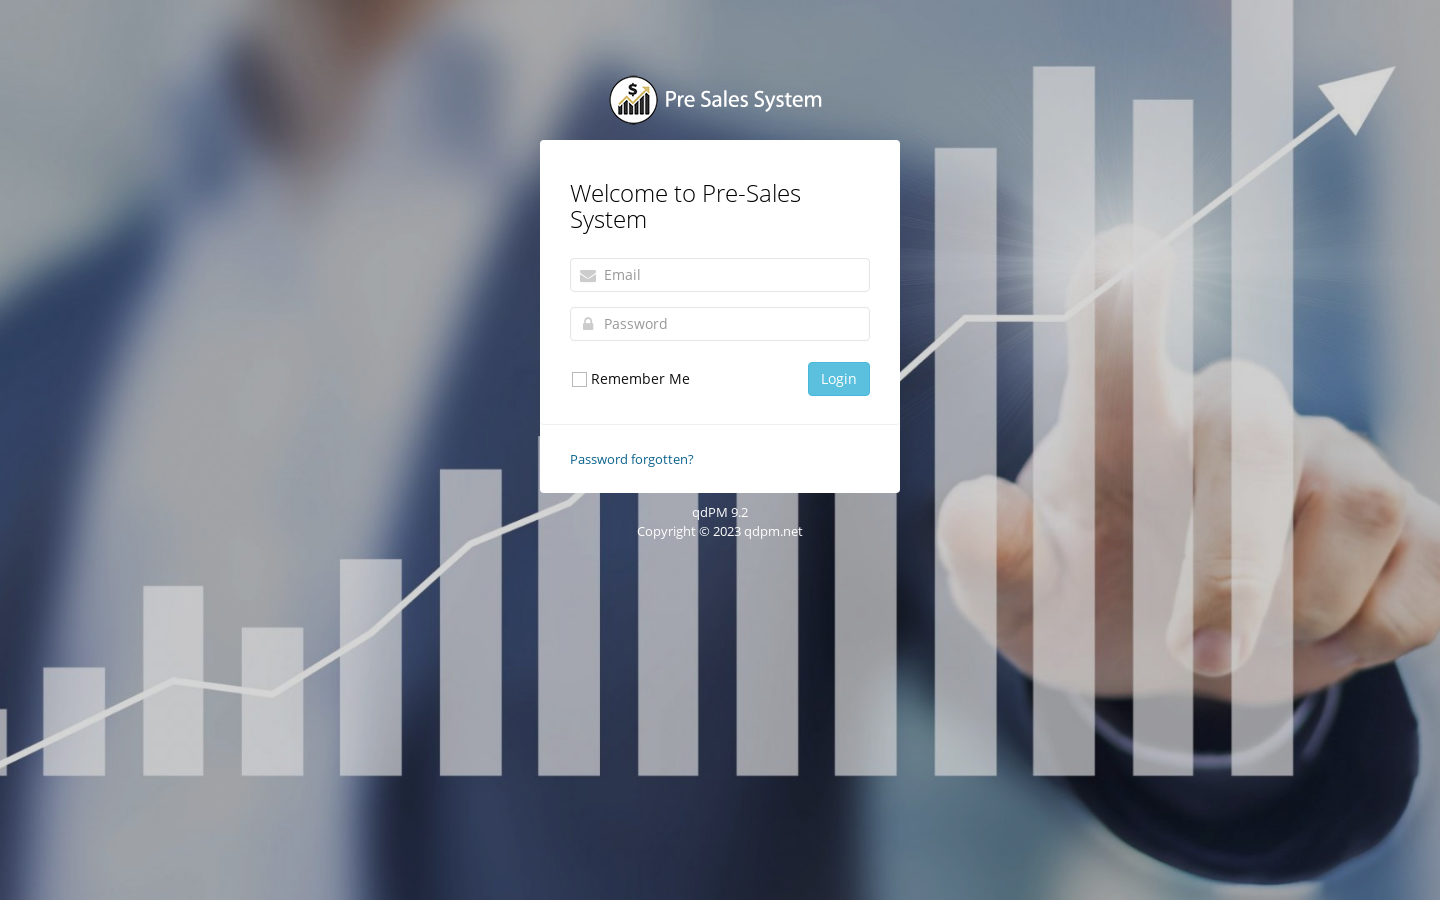 $
Pre Sales System
Welcome to Pre-Sales
System
Email
Password
Remember Me
Login
Password forgotten?
qdPM 9.2
Copyright © 2023 qdpm.net